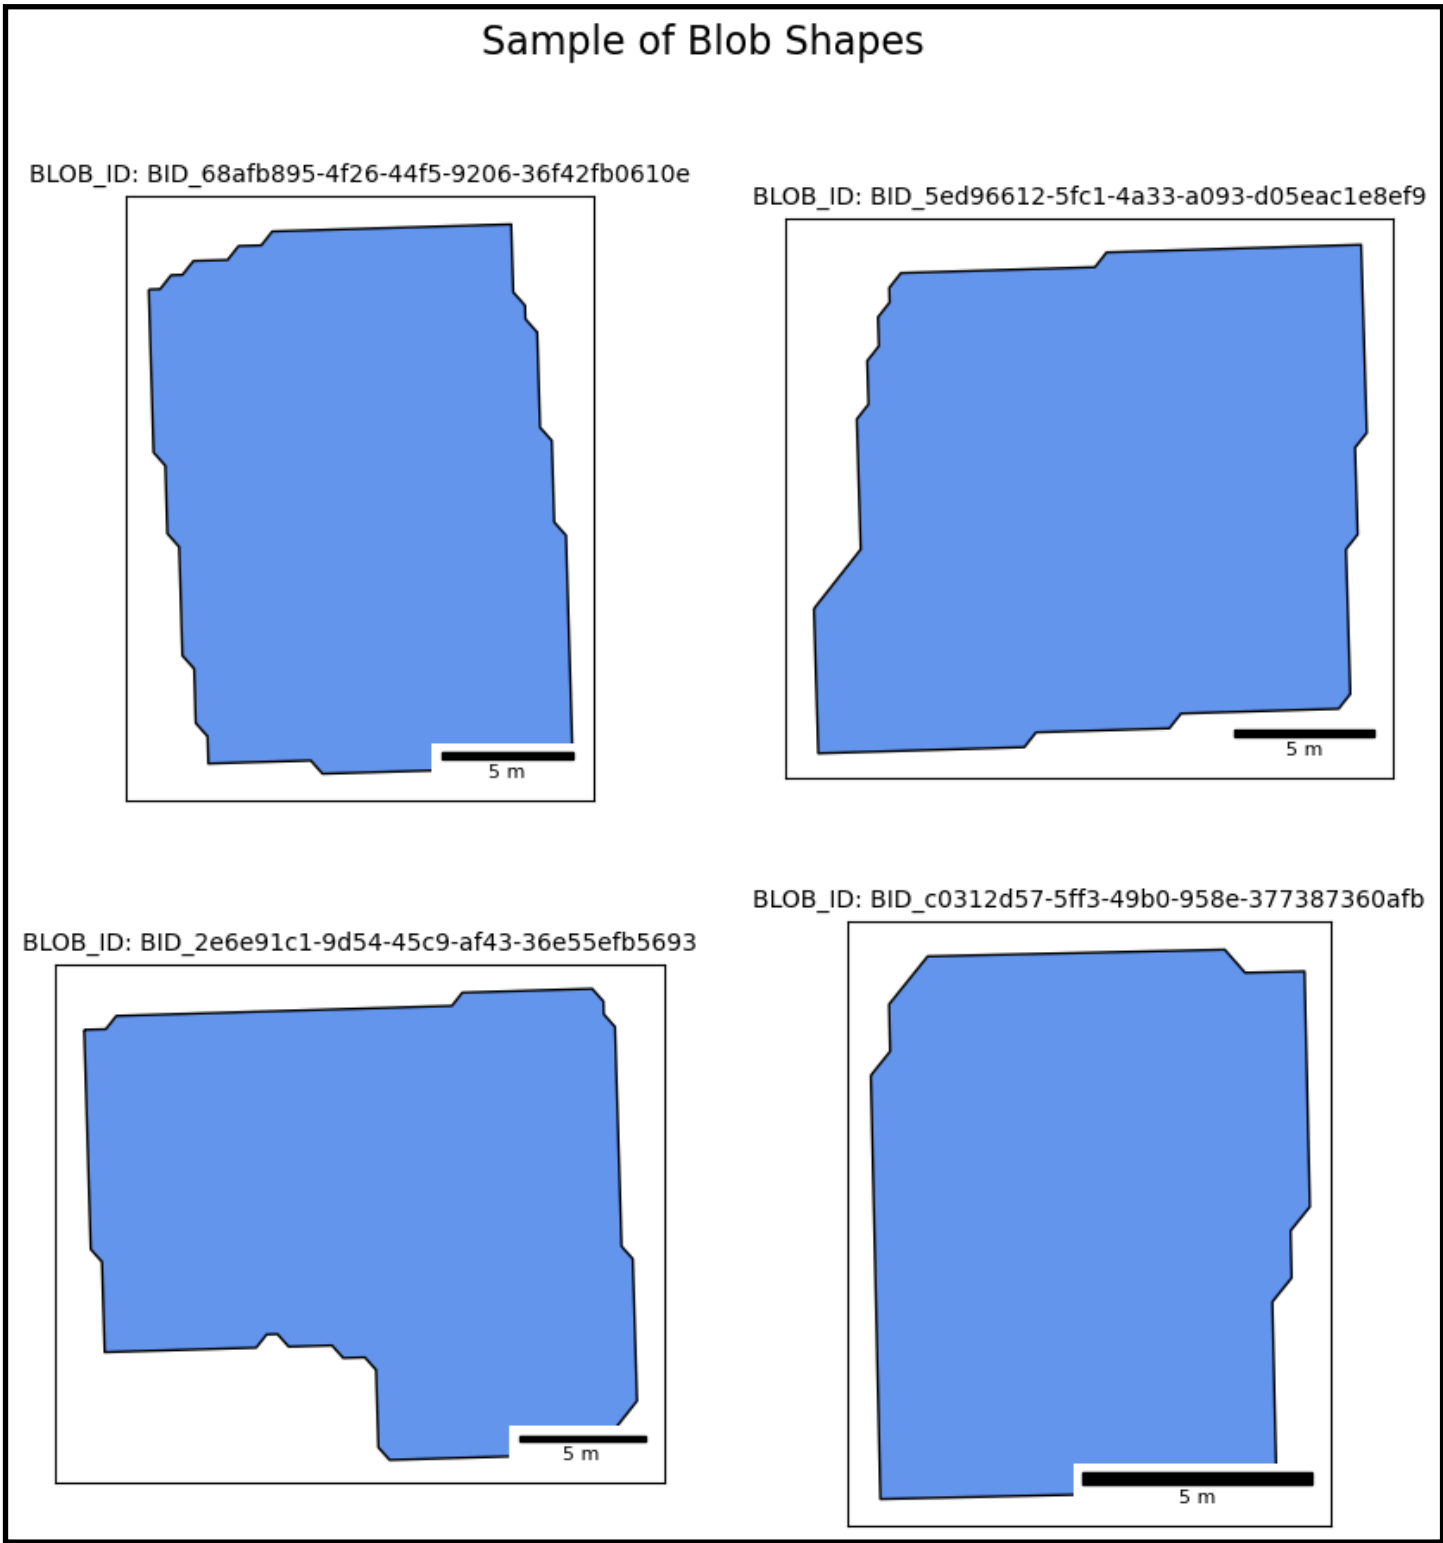 Sample of Blob Shapes
BLOB_ID: BID_68afb895-4f26-44f5-9206-36f42fb0610e
5 m
BLOB_ID: BID_5ed96612-5fc1-4a33-a093-d05eac1e8ef9
5 m
BLOB_ID: BID_2e6e91c1-9d54-45c9-af43-36e55efb5693
5 m
BLOB_ID: BID_c0312d57-5ff3-49b0-958e-377387360afb
5 m